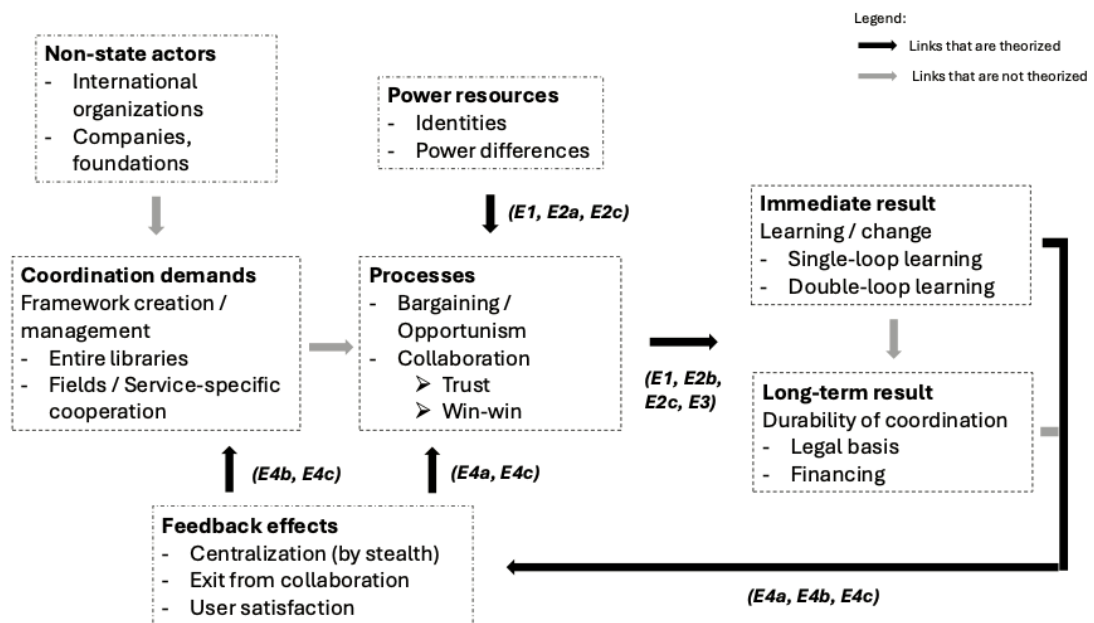 Legend:
Links that are theorized
Links that are not theorized
Non-state actors
- International
organizations
- Companies,
foundations
Power resources
- Identities
- Power differences
(E1, E2a, E2c)
Coordination demands
Framework creation /
management
- Entire libraries
- Fields / Service-specific
cooperation
Processes
- Bargaining /
Opportunism
- Collaboration
➢ Trust
➢ Win-win
(E1, E2b,
E2c, E3)
Immediate result
Learning / change
- Single-loop learning
- Double-loop learning
Long-term result
Durability of coordination
- Legal basis
- Financing
(E4b, E4c)
(E4a, E4c)
Feedback effects
- Centralization (by stealth)
- Exit from collaboration
- User satisfaction
(E4a, E4b, E4c)